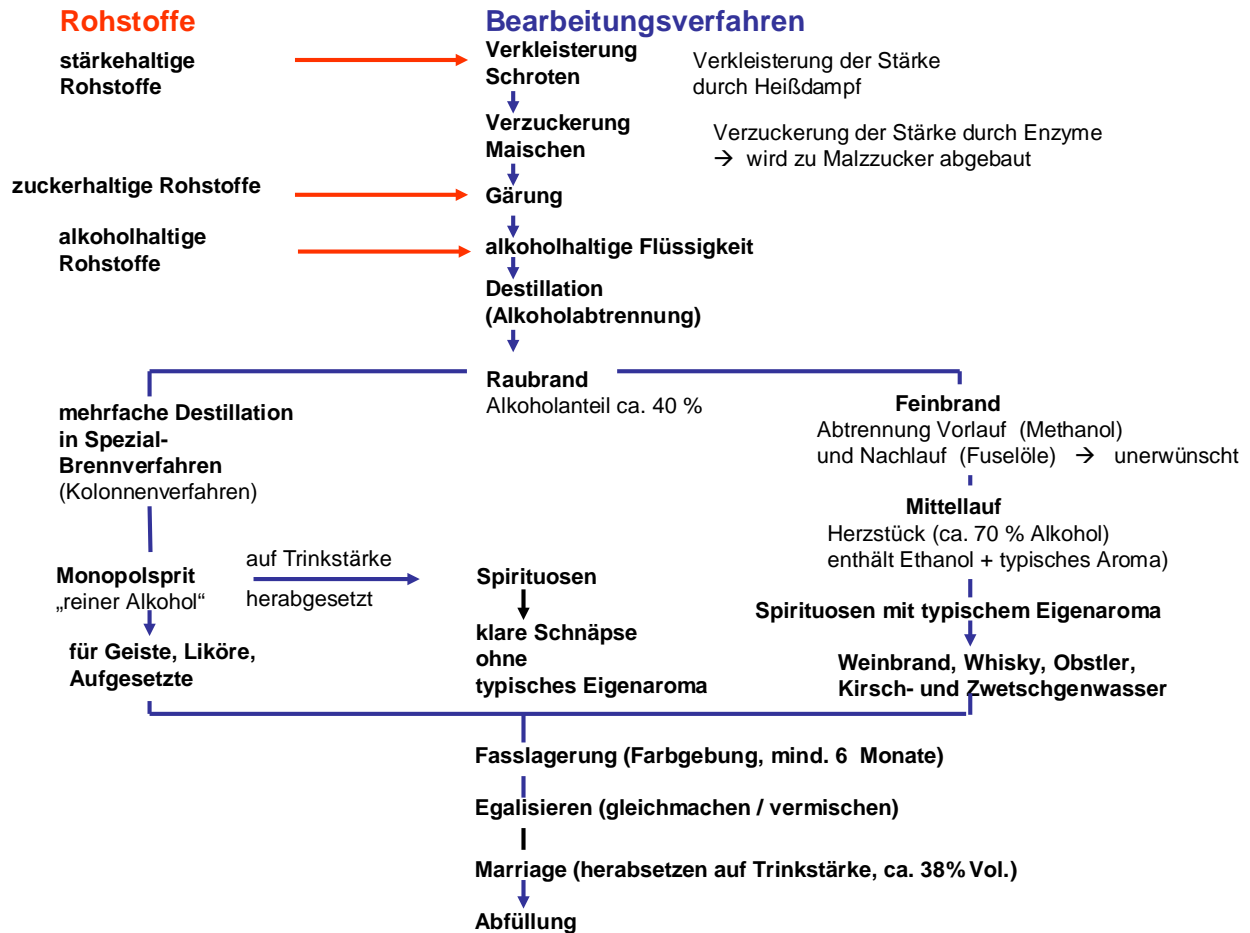 Rohstoffe
Bearbeitungsverfahren
stärkehaltige
Rohstoffe
Verkleisterung
Schroten
Verkleisterung der Stärke
durch Heißdampf
Verzuckerung
Maischen
Verzuckerung der Stärke durch Enzyme
→ wird zu Malzzucker abgebaut
zuckerhaltige Rohstoffe
Gärung
alkoholhaltige
Rohstoffe
alkoholhaltige Flüssigkeit
Destillation
(Alkoholabtrennung)
Raubrand
Alkoholanteil ca. 40 %
mehrfache Destillation
in Spezial-
Brennverfahren
(Kolonnenverfahren)
Feinbrand
Abtrennung Vorlauf (Methanol)
und Nachlauf (Fuselöle) → unerwünscht
Mittellauf
Herzstück (ca. 70 % Alkohol)
enthält Ethanol + typisches Aroma)
Monopolsprit
„reiner Alkohol“
auf Trinkstärke
herabgesetzt
Spirituosen
Spirituosen mit typischem Eigenaroma
für Geiste, Liköre,
Aufgesetzte
klare Schnäpse
ohne
typisches Eigenaroma
Weinbrand, Whisky, Obstler,
Kirsch- und Zwetschgenwasser
Fasslagerung (Farbgebung, mind. 6 Monate)
Egalisieren (gleichmachen / vermischen)
Marriage (herabsetzen auf Trinkstärke, ca. 38% Vol.)
Abfüllung